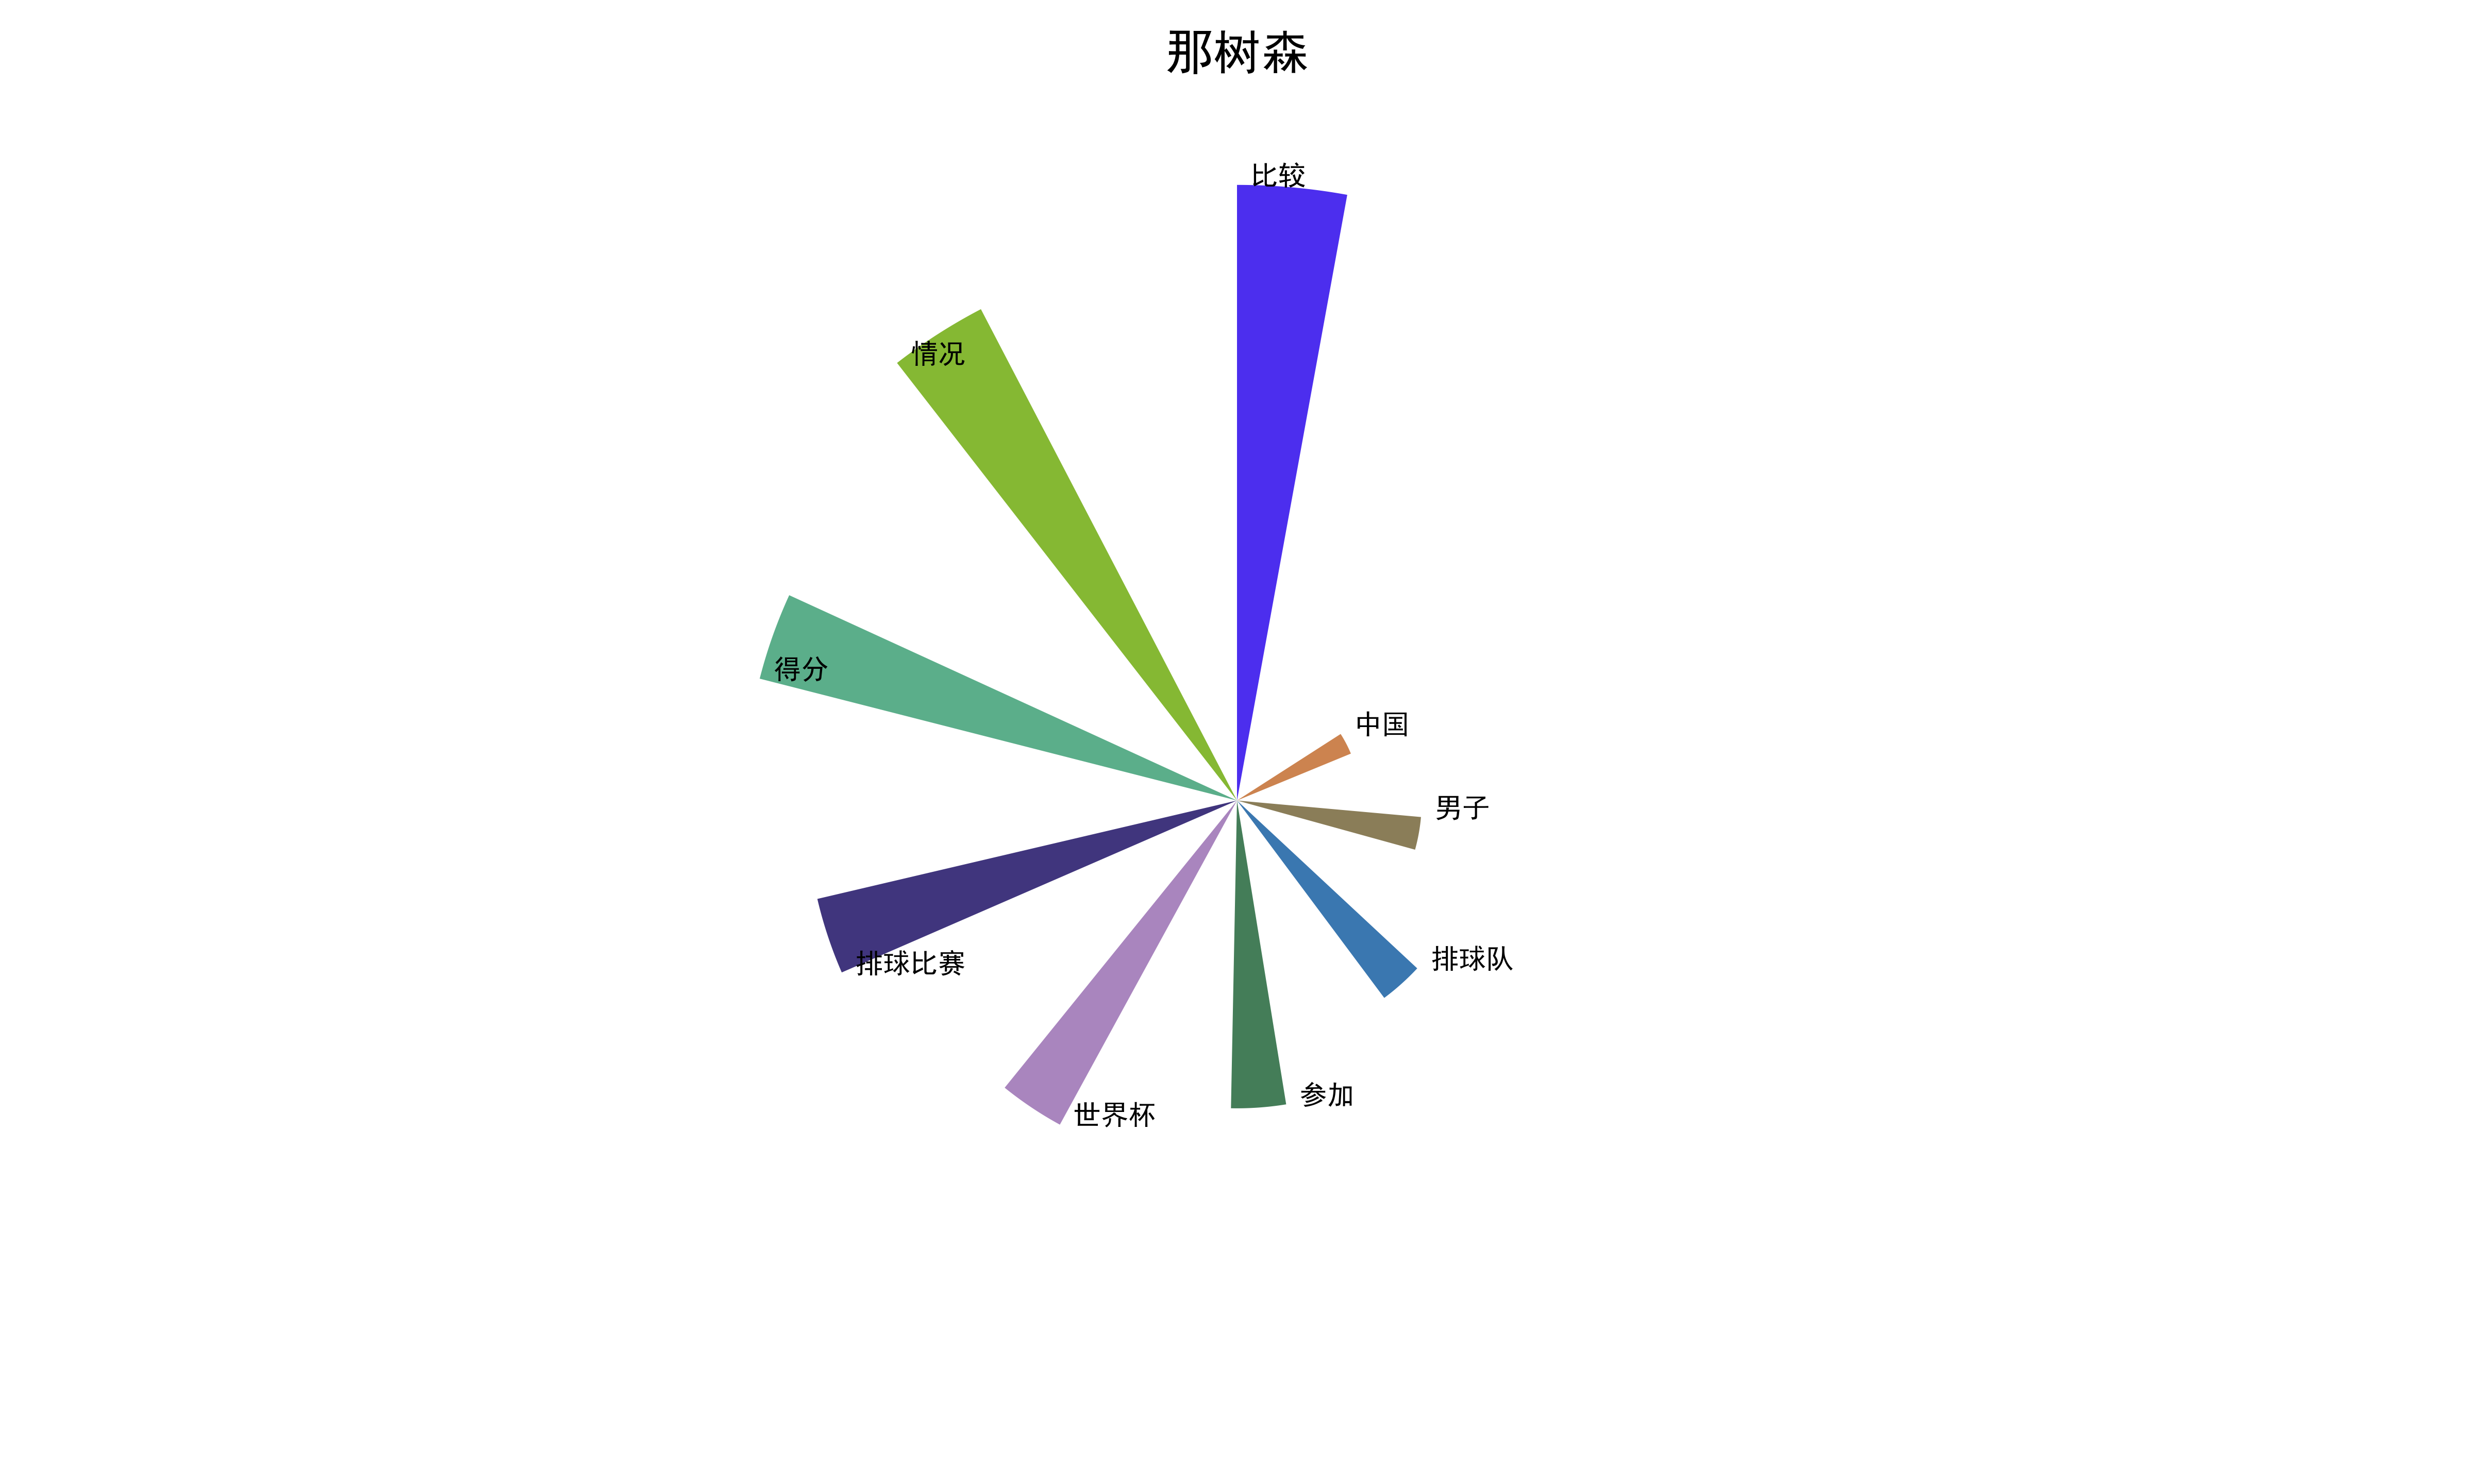 那树森
比较
情况
得分
中国
男子
排球队
排球比赛
参加
世界杯